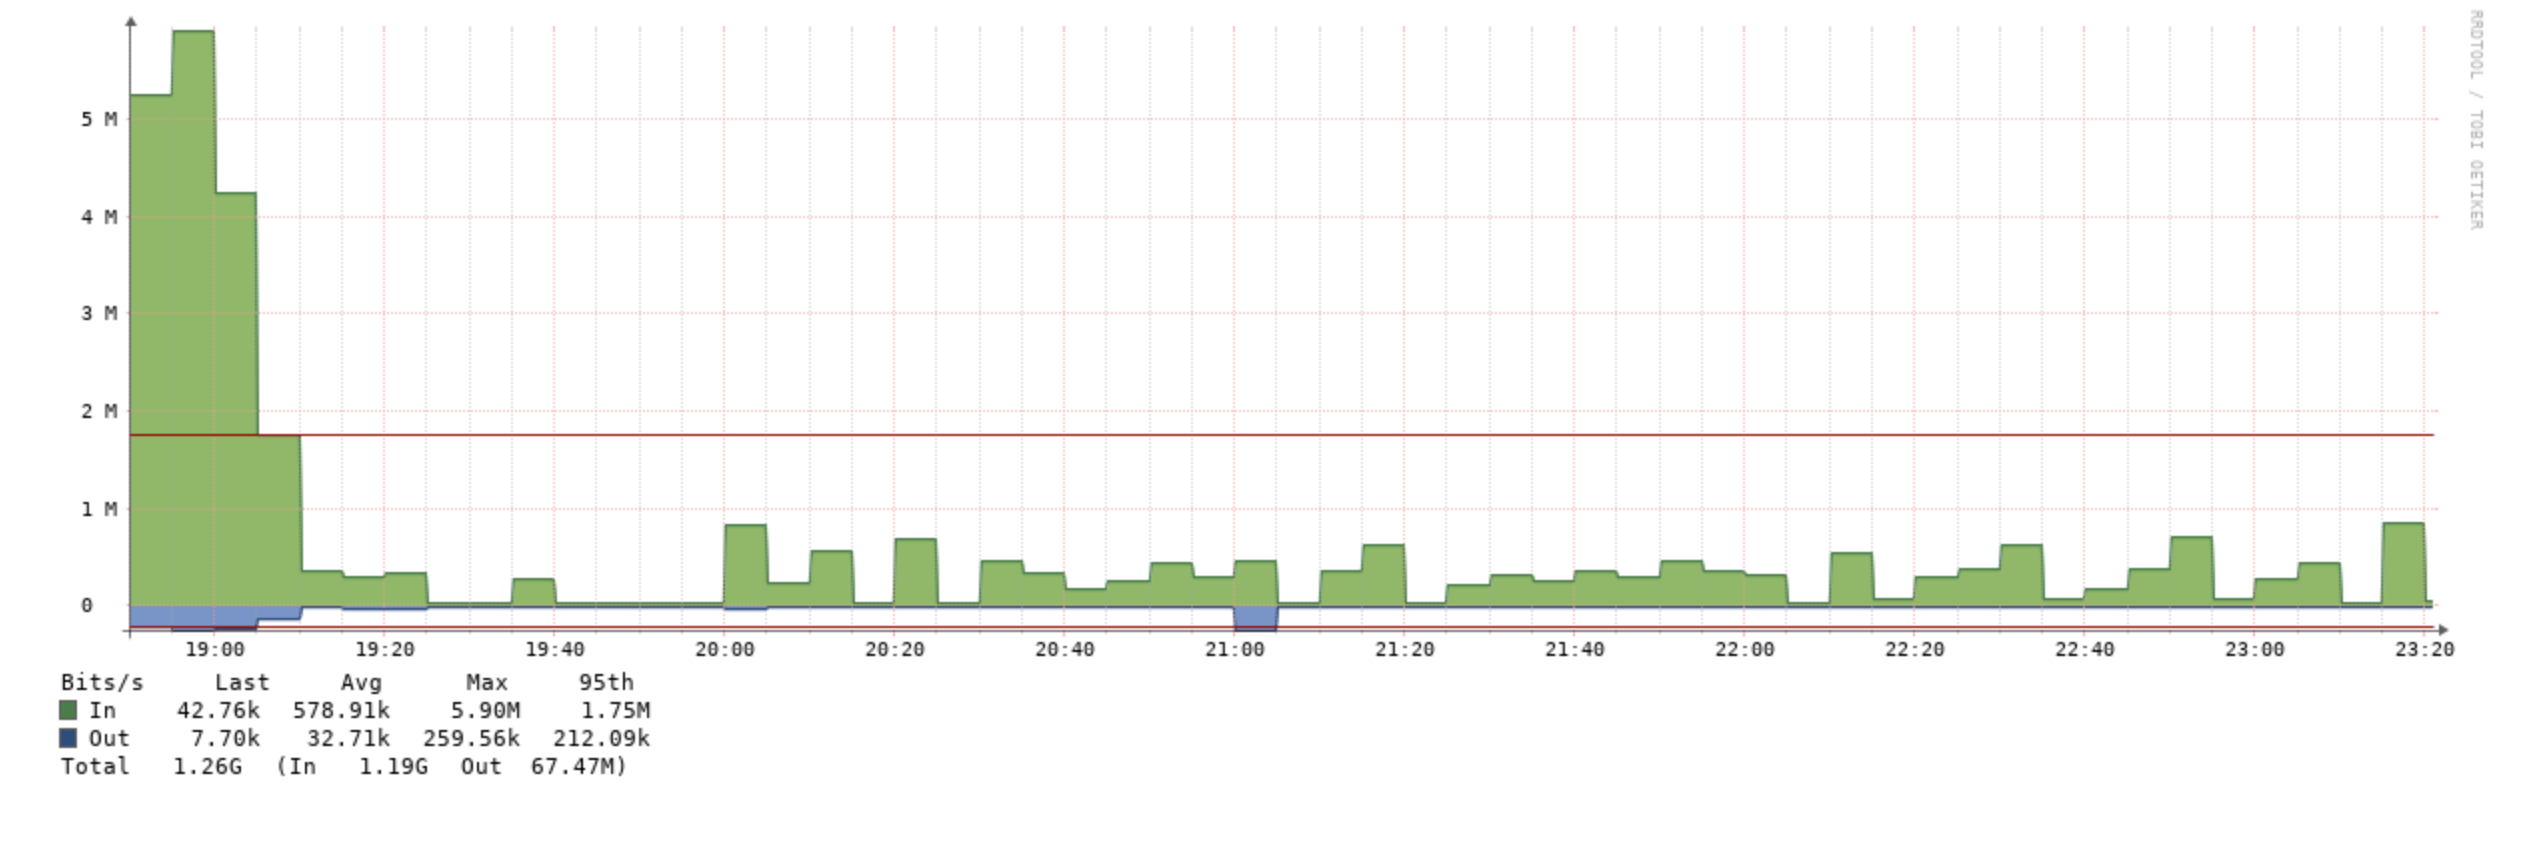 RRDTOOL / TOBI OETIKER
5 M
4 M
3 M
2 M
1 M
0
19:00 19:20 19:40 20:00 20:20 20:40 21:00 21:20 21:40 22:00 22:20 22:40 23:00 23:20
Bits/s Last Avg Max 95th
In 42.76k 578.91k 5.90M 1.75M
Out 7.70k 32.71k 259.56k 212.09k
Total 1.26G (In 1.19G Out 67.47M)